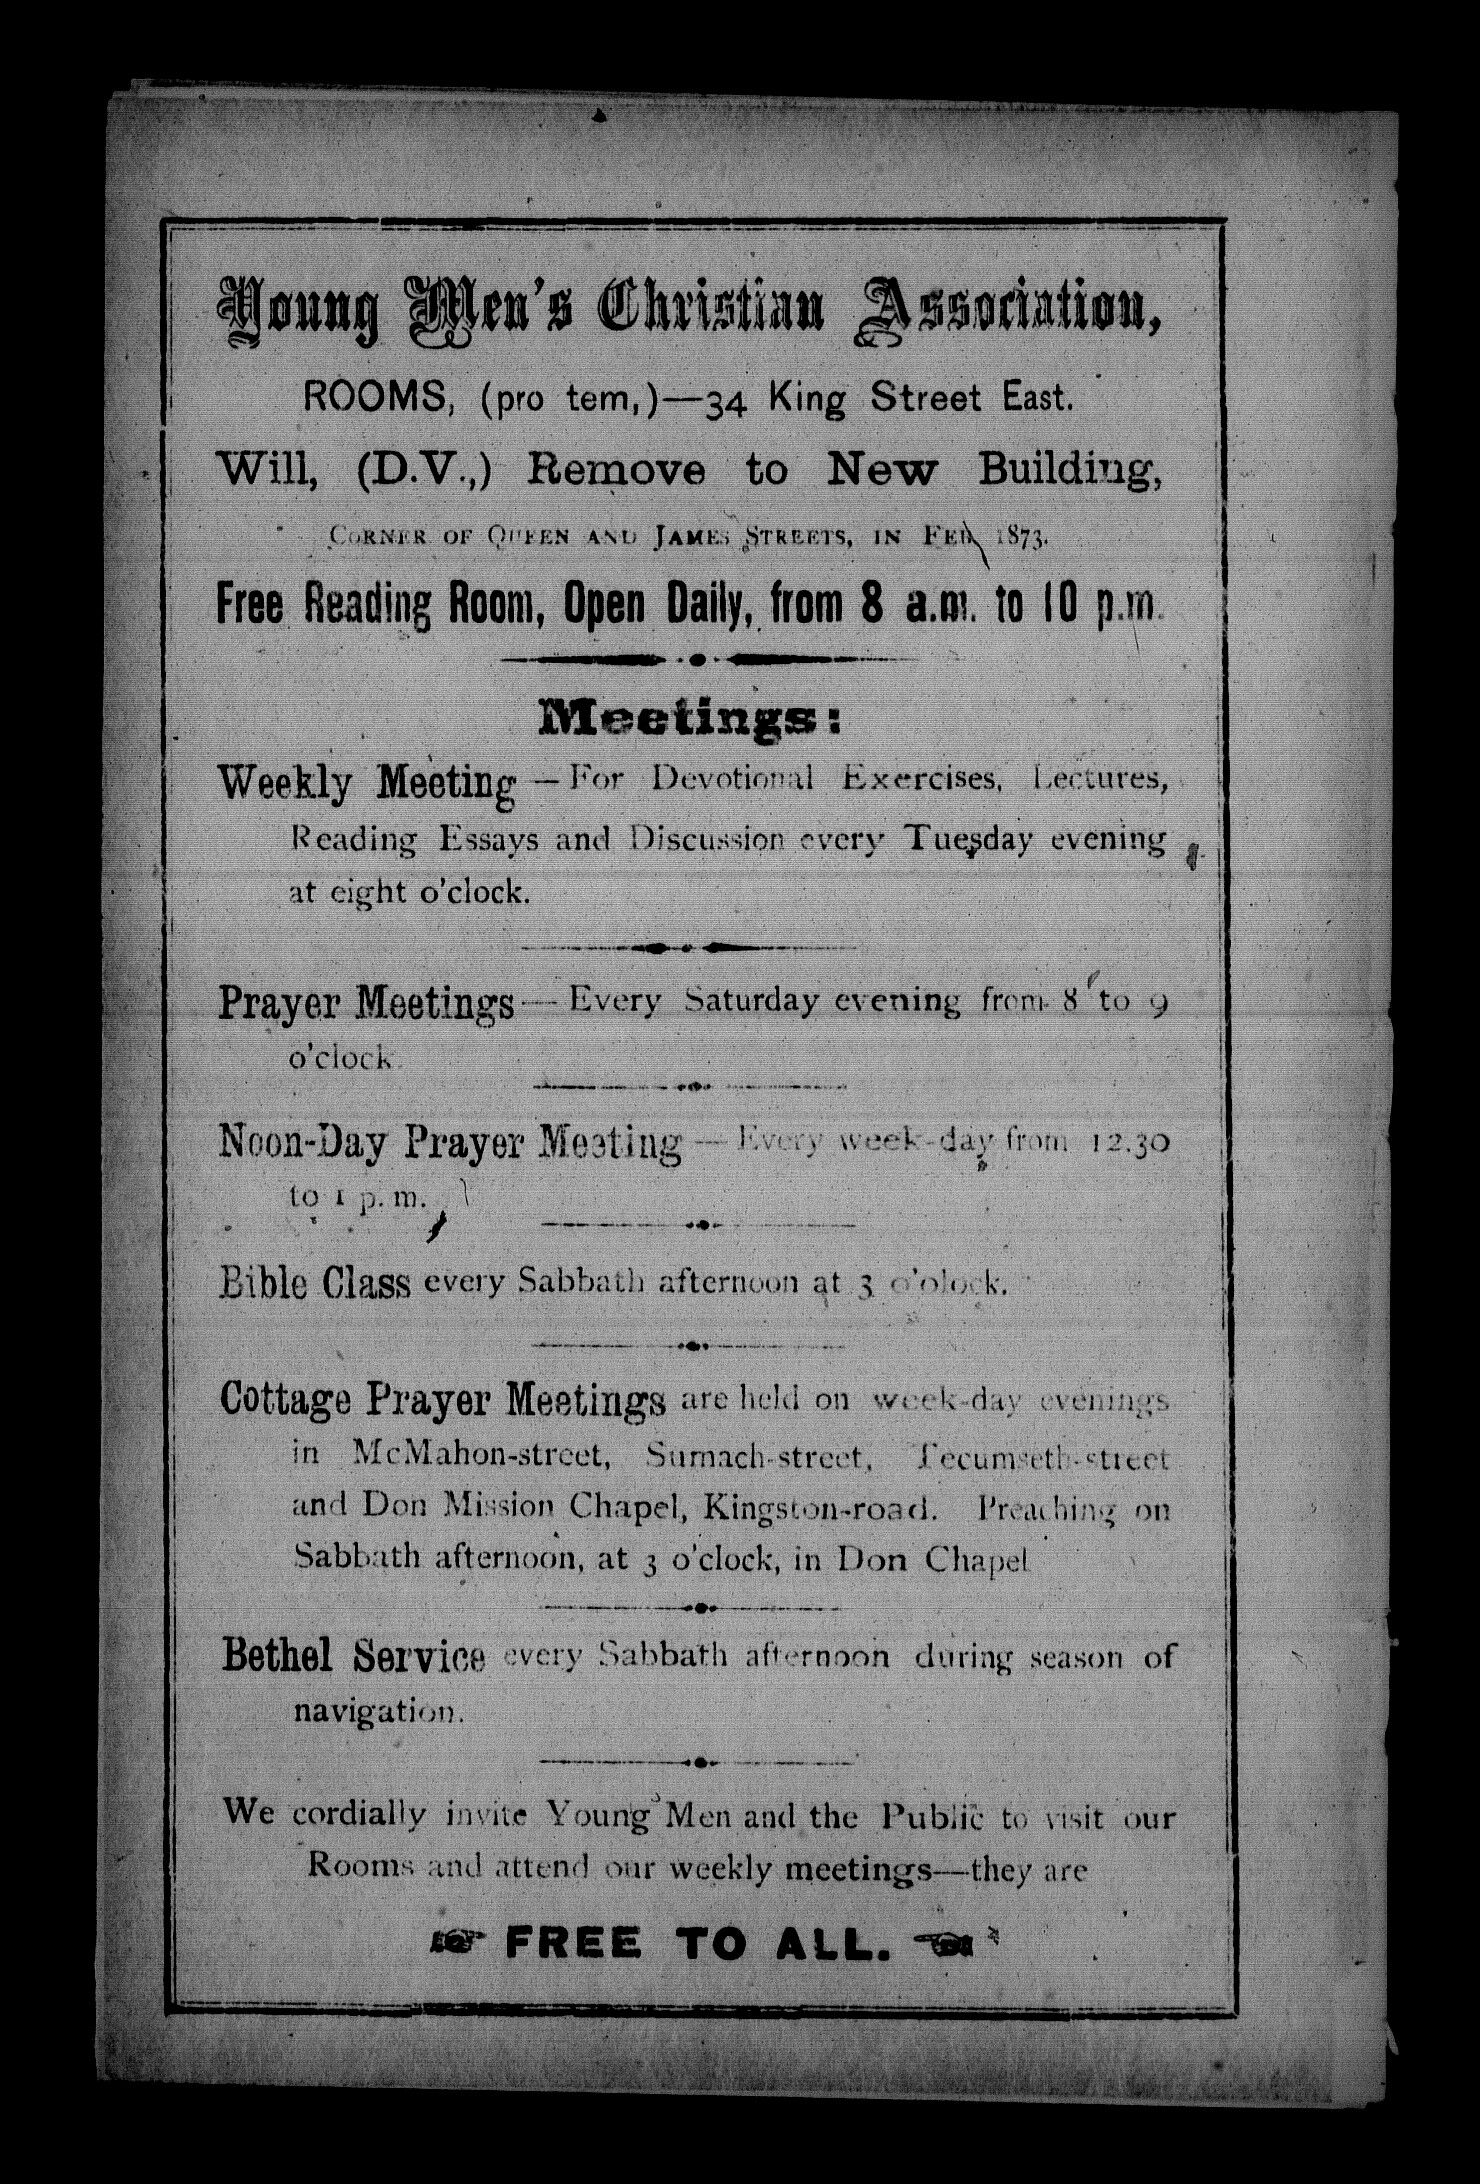 Young Men's Christian Association,
ROOMS, (pro tem,)—34 King Street East.
Will, (D.V.,) Remove to New Building,
CORNER OF QUEEN AND JAMES STREETS, IN FEB. 1873.
Free Reading Room, Open Daily, from 8 a.m. to 10 p.m.
Meetings:
Weekly Meeting—For Devotional Exercises, Lectures,
Reading Essays and Discussion every Tuesday evening
at eight o'clock.
Prayer Meetings—Every Saturday evening from 8 to 9
o'clock.
Noon-Day Prayer Meeting—Every week-day from 12.30
to 1 p. m.
Bible Class every Sabbath afternoon at 3 o'olock.
Cottage Prayer Meetings are held on week-day evenings
in McMahon-street, Sumach-street, Tecumseth-street
and Don Mission Chapel, Kingston-road. Preaching on
Sabbath afternoon, at 3 o'clock, in Don Chapel
Bethel Service every Sabbath afternoon during season of
navigation.
We cordially invite Young Men and the Public to visit our
Rooms and attend our weekly meetings—they are
☞ FREE TO ALL. ☜